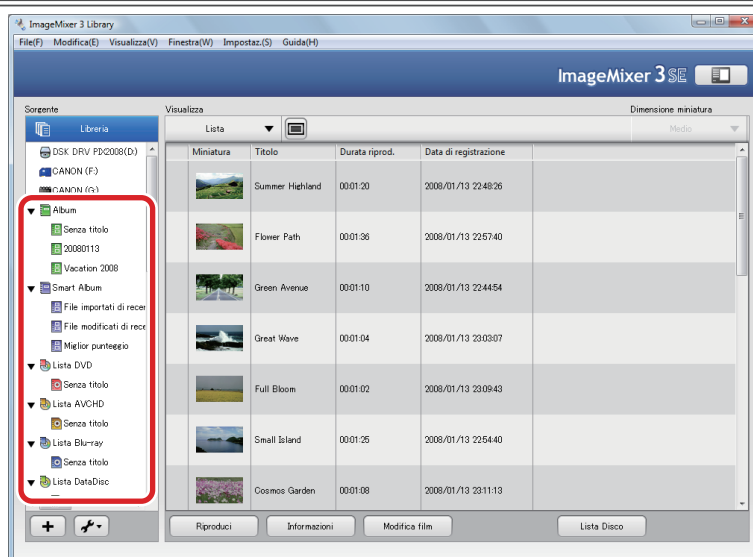 ImageMixer 3 Library
File(F) Modifica(E) Visualizza(V) Finestra(W) Impostaz.(S) Guida(H)
ImageMixer 3 SE
Sorgente
Visualizza
Dimensione miniatura
Libreria
Lista
Medio
DSK DRV PIX2008(D:)
CANON (F:)
CANON (G:)
Album
Senza titolo
20080113
Vacation 2008
Smart Album
File importati di recen
File modificati di rece
Miglior punteggio
Lista DVD
Senza titolo
Lista AVCHD
Senza titolo
Lista Blu-ray
Senza titolo
Lista DataDisc
Miniatura Titolo Durata riprod. Data di registrazione
Summer Highland 00:01:20 2008/01/13 22:48:26
Flower Path 00:01:36 2008/01/13 22:57:40
Green Avenue 00:01:10 2008/01/13 22:44:54
Great Wave 00:01:04 2008/01/13 23:03:07
Full Bloom 00:01:02 2008/01/13 23:09:43
Small Island 00:01:25 2008/01/13 22:54:40
Cosmos Garden 00:01:08 2008/01/13 23:11:13
Riproduci Informazioni Modifica film Lista Disco